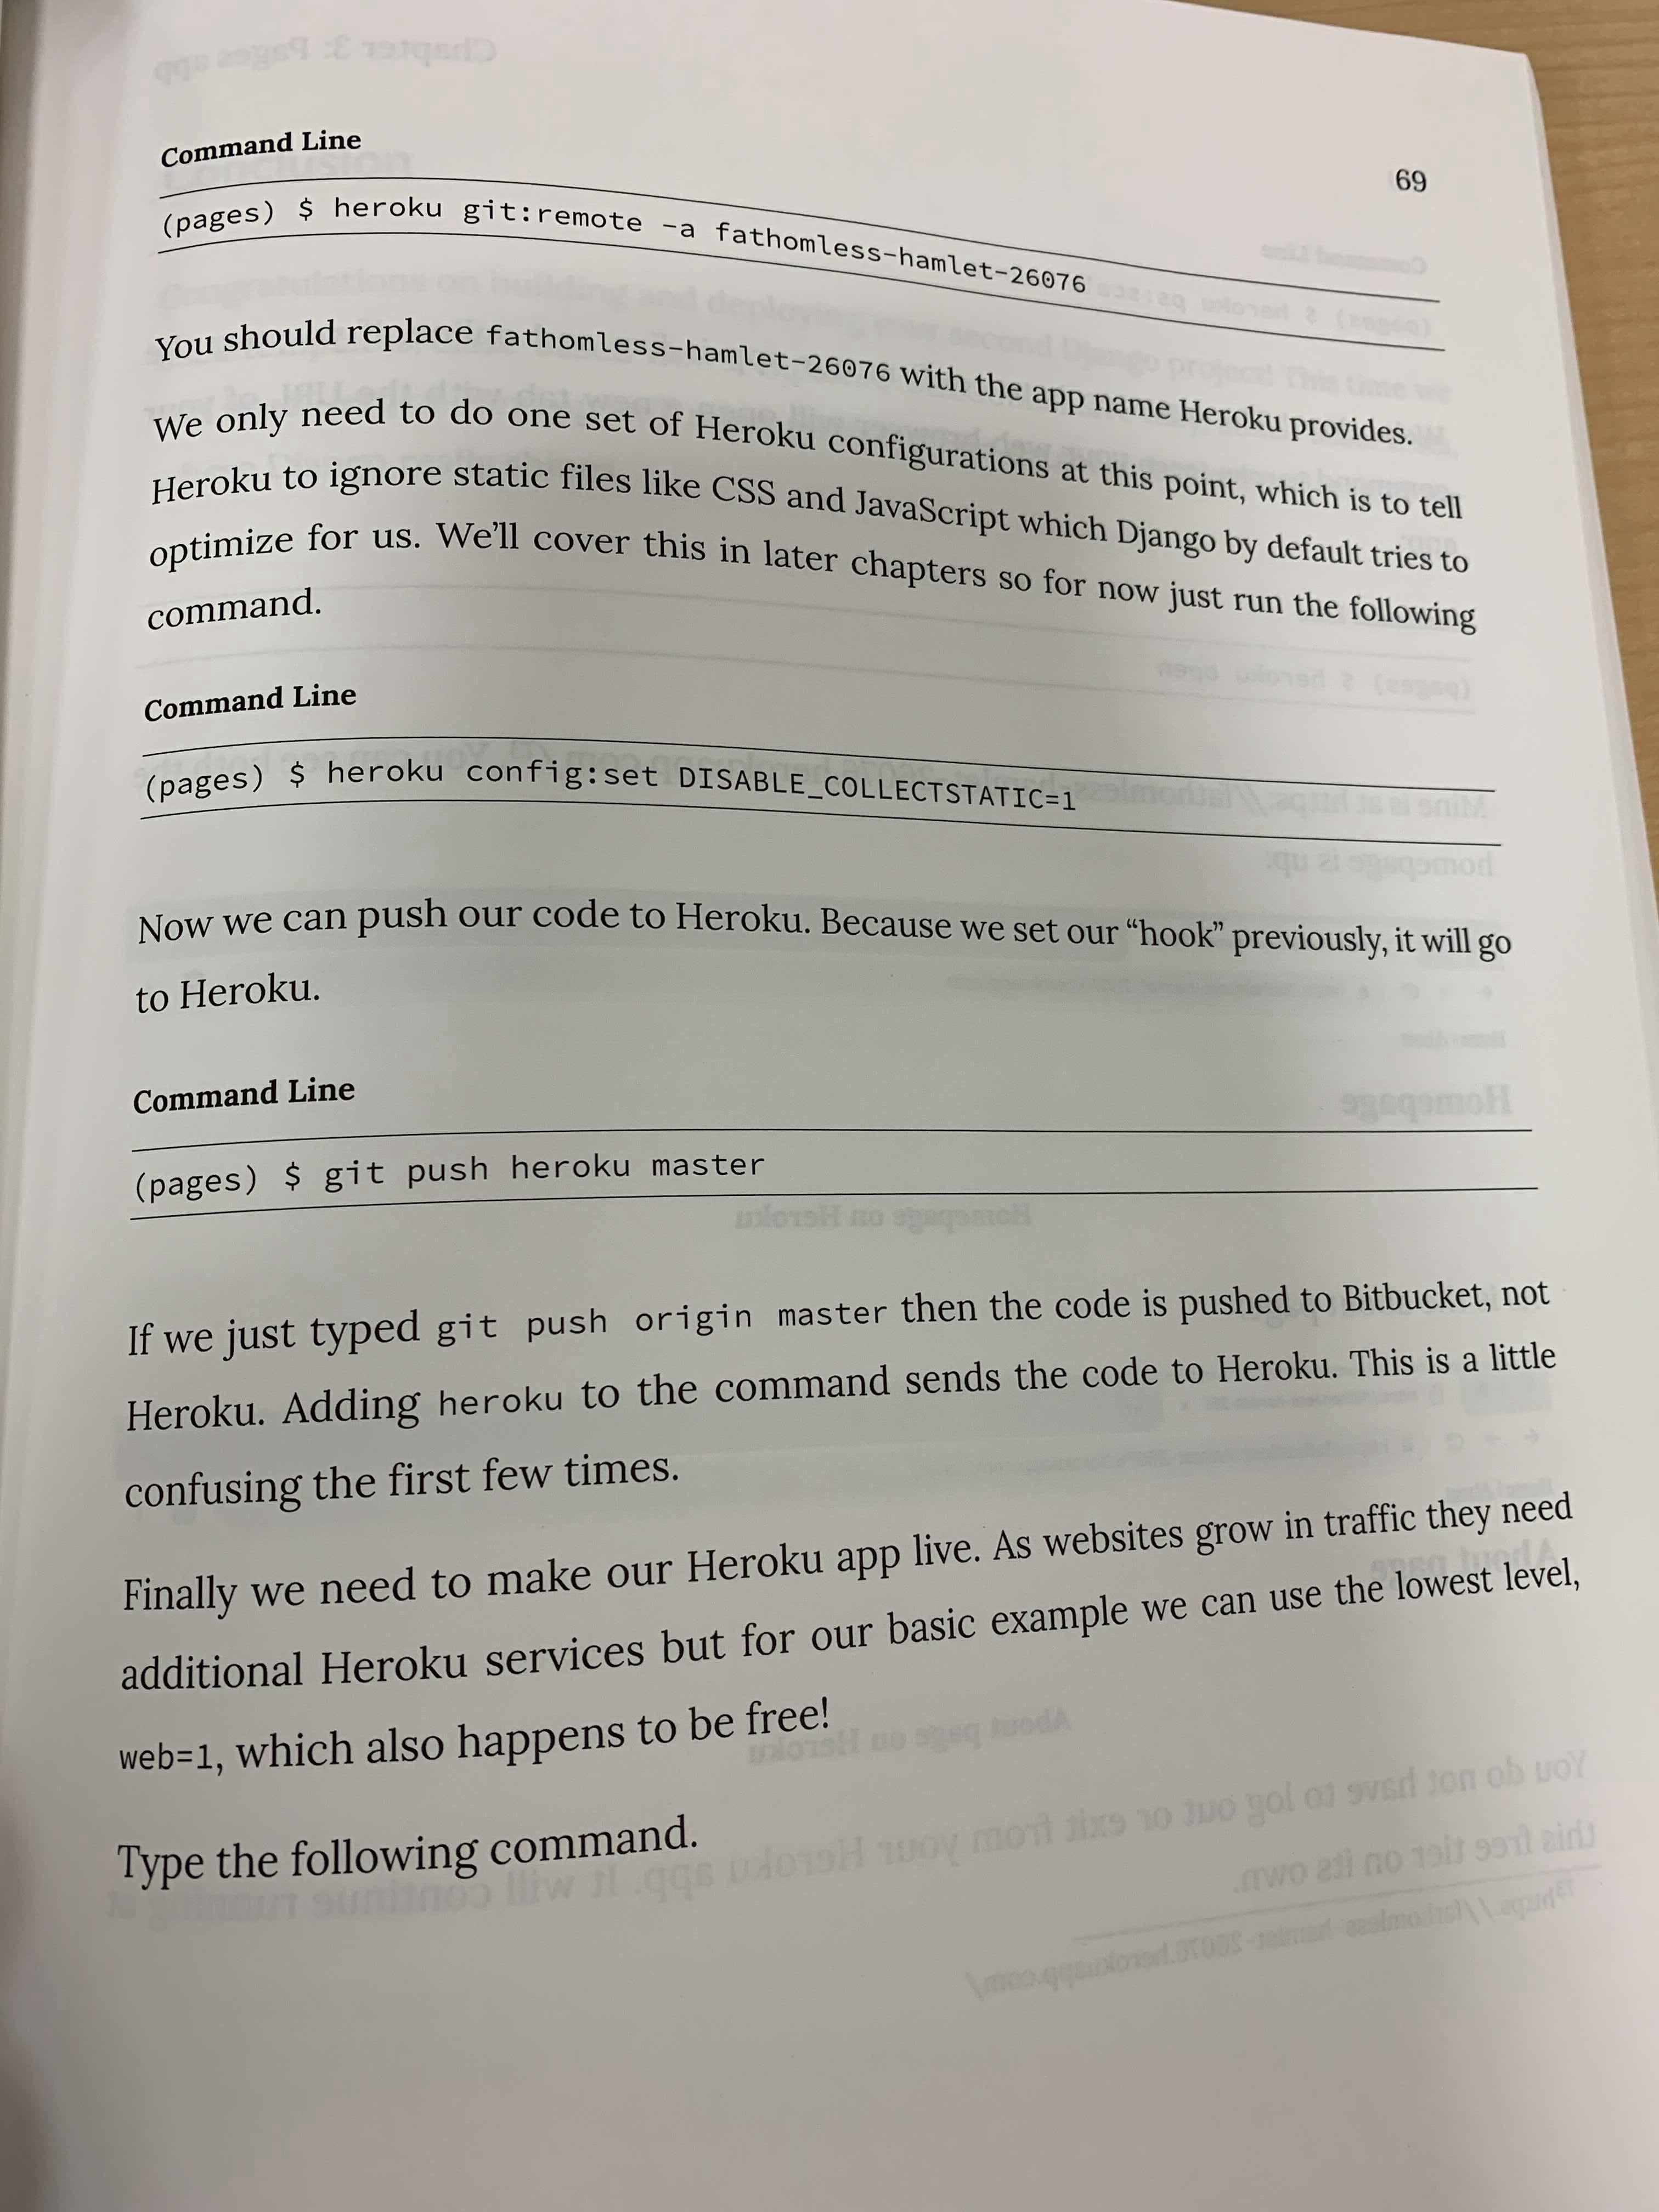 69
Command Line
(pages) $ heroku git:remote -a fathomless-hamlet-26076
You should replace fathomless-hamlet-26076 with the app name Heroku provides.
We only need to do one set of Heroku configurations at this point, which is to tell
Heroku to ignore static files like CSS and JavaScript which Django by default tries to
optimize for us. We'll cover this in later chapters so for now just run the following
command.
Command Line
(pages) $ heroku config:set DISABLE_COLLECTSTATIC=1
Now we can push our code to Heroku. Because we set our “hook” previously, it will go
to Heroku.
Command Line
(pages) $ git push heroku master
If we just typed git push origin master then the code is pushed to Bitbucket, not
Heroku. Adding heroku to the command sends the code to Heroku. This is a little
confusing the first few times.
Finally we need to make our Heroku app live. As websites grow in traffic they need
additional Heroku services but for our basic example we can use the lowest level,
web=1, which also happens to be free!
Type the following command.